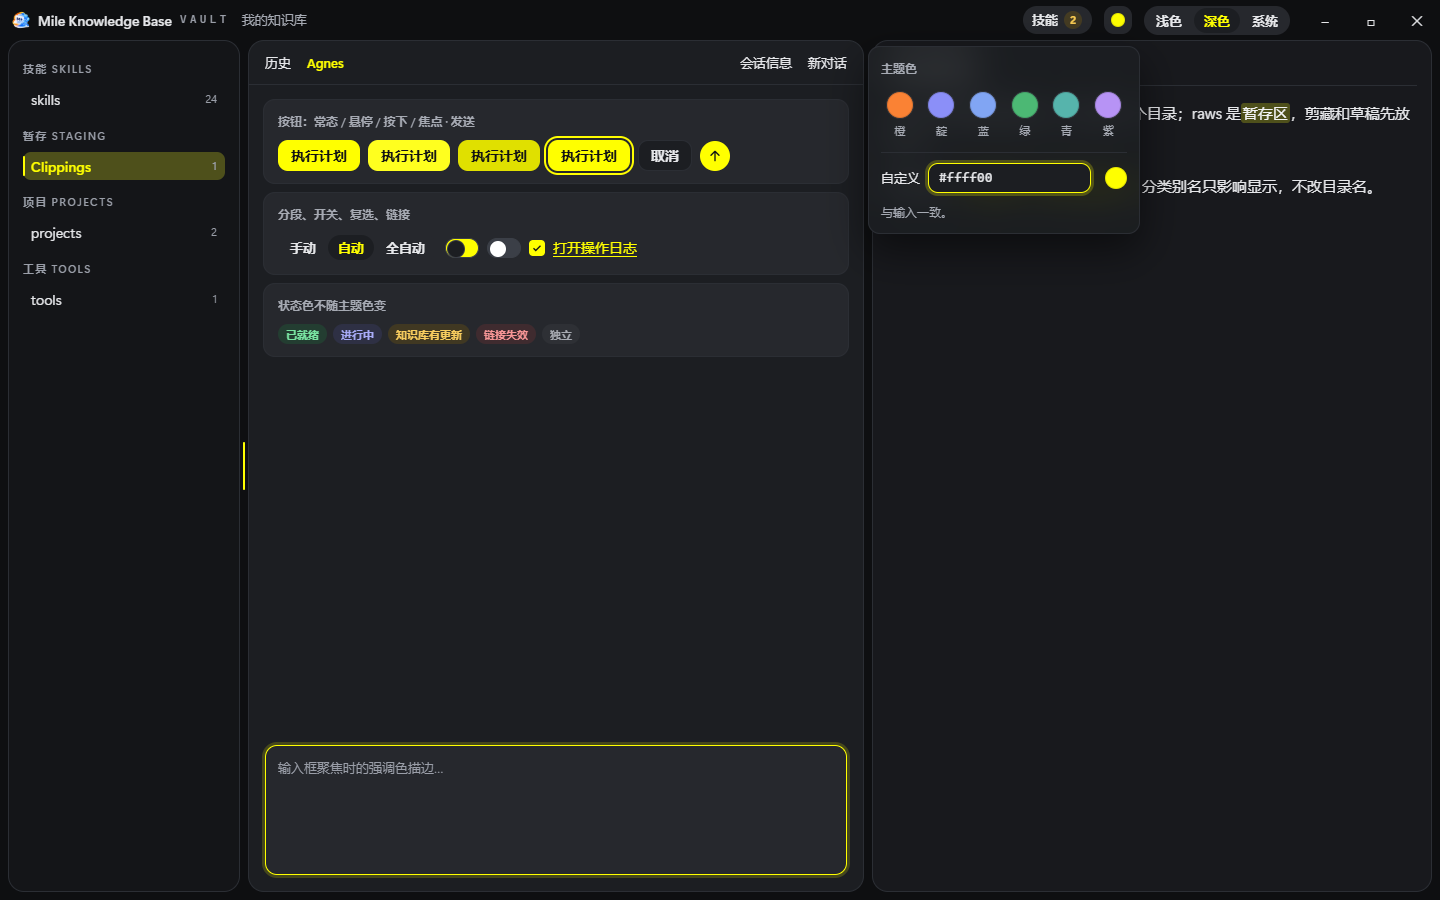 Mile Knowledge Base VAULT 我的知识库
技能 2
浅色 深色 系统
技能 SKILLS
skills 24
暂存 STAGING
Clippings 1
项目 PROJECTS
projects 2
工具 TOOLS
tools 1
历史 Agnes 会话信息 新对话
按钮：常态 / 悬停 / 按下 / 焦点 · 发送
执行计划 执行计划 执行计划 执行计划 取消
分段、开关、复选、链接
手动 自动 全自动 打开操作日志
状态色不随主题色变
已就绪 进行中 知识库有更新 链接失效 独立
输入框聚焦时的强调色描边...
主题色
橙 靛 蓝 绿 青 紫
自定义 #ffff00
与输入一致。
个目录；raws 是暂存区，剪藏和草稿先放
分类别名只影响显示，不改目录名。